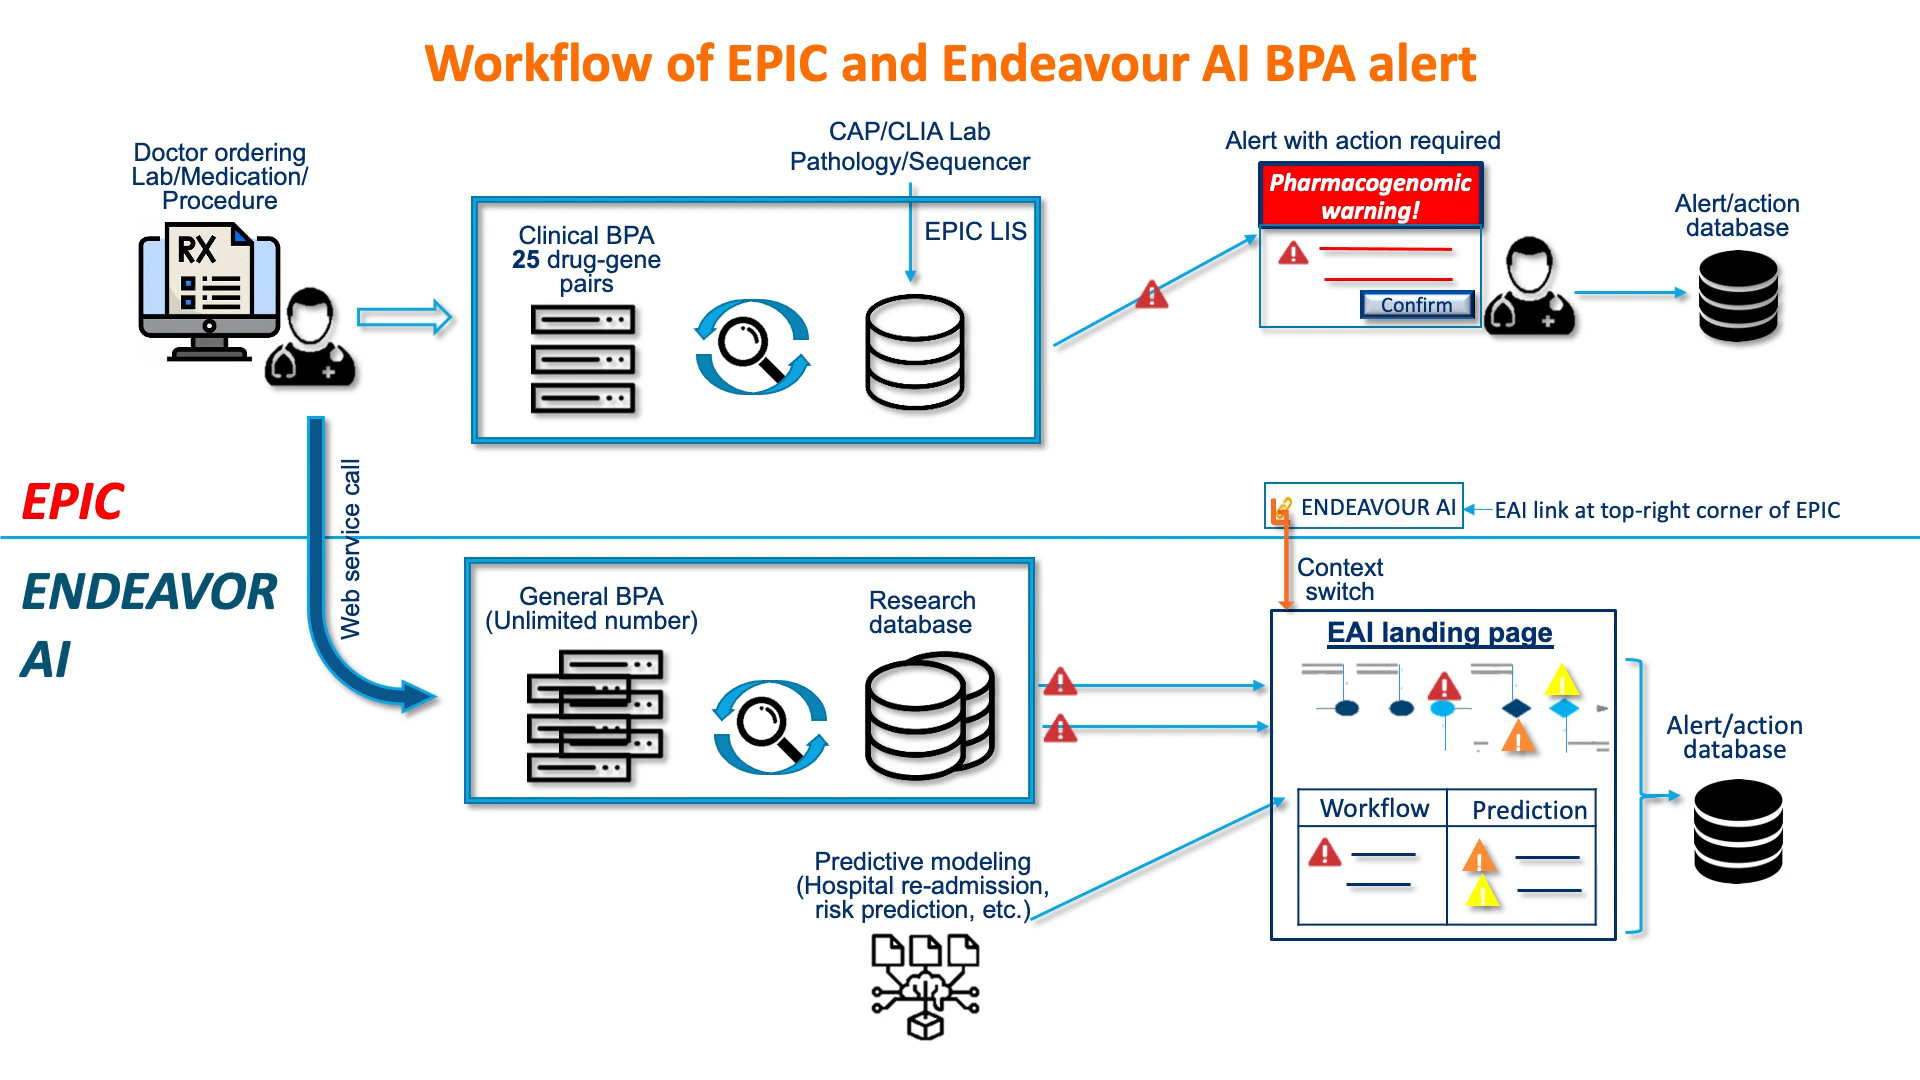 Workflow of EPIC and Endeavour AI BPA alert
Doctor ordering
Lab/Medication/
Procedure
RX
CAP/CLIA Lab
Pathology/Sequencer
Clinical BPA
25 drug-gene
pairs
EPIC LIS
Alert with action required
Pharmacogenomic
warning!
Confirm
Alert/action
database
EPIC
Web service call
ENDEAVOUR AI
EAI link at top-right corner of EPIC
Context
switch
ENDEAVOR
AI
General BPA
(Unlimited number)
Research
database
EAI landing page
Workflow
Prediction
Alert/action
database
Predictive modeling
(Hospital re-admission,
risk prediction, etc.)